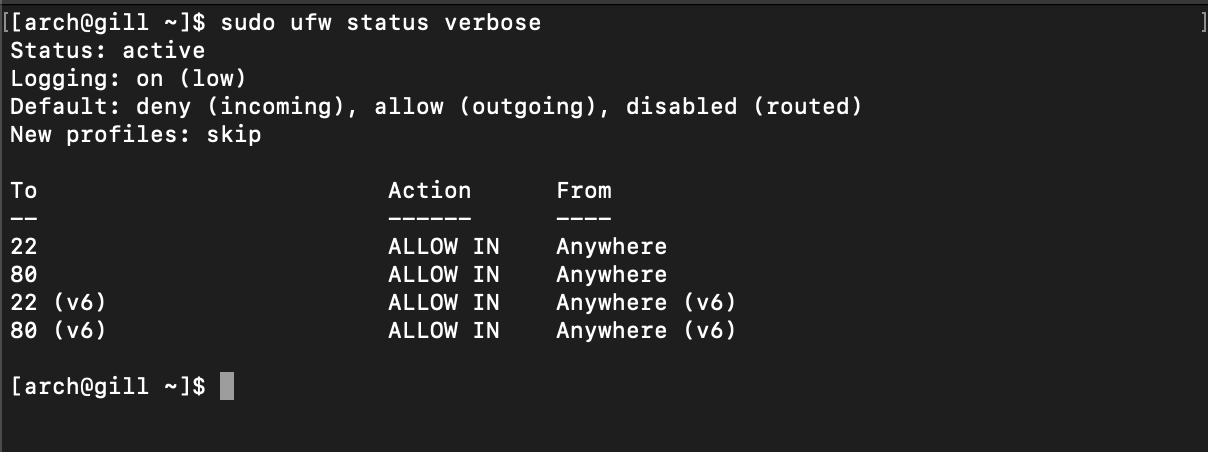 [[arch@gill ~]$ sudo ufw status verbose ]
Status: active
Logging: on (low)
Default: deny (incoming), allow (outgoing), disabled (routed)
New profiles: skip
To                         Action      From
--                         ------      ----
22                         ALLOW IN    Anywhere
80                         ALLOW IN    Anywhere
22 (v6)                    ALLOW IN    Anywhere (v6)
80 (v6)                    ALLOW IN    Anywhere (v6)
[arch@gill ~]$